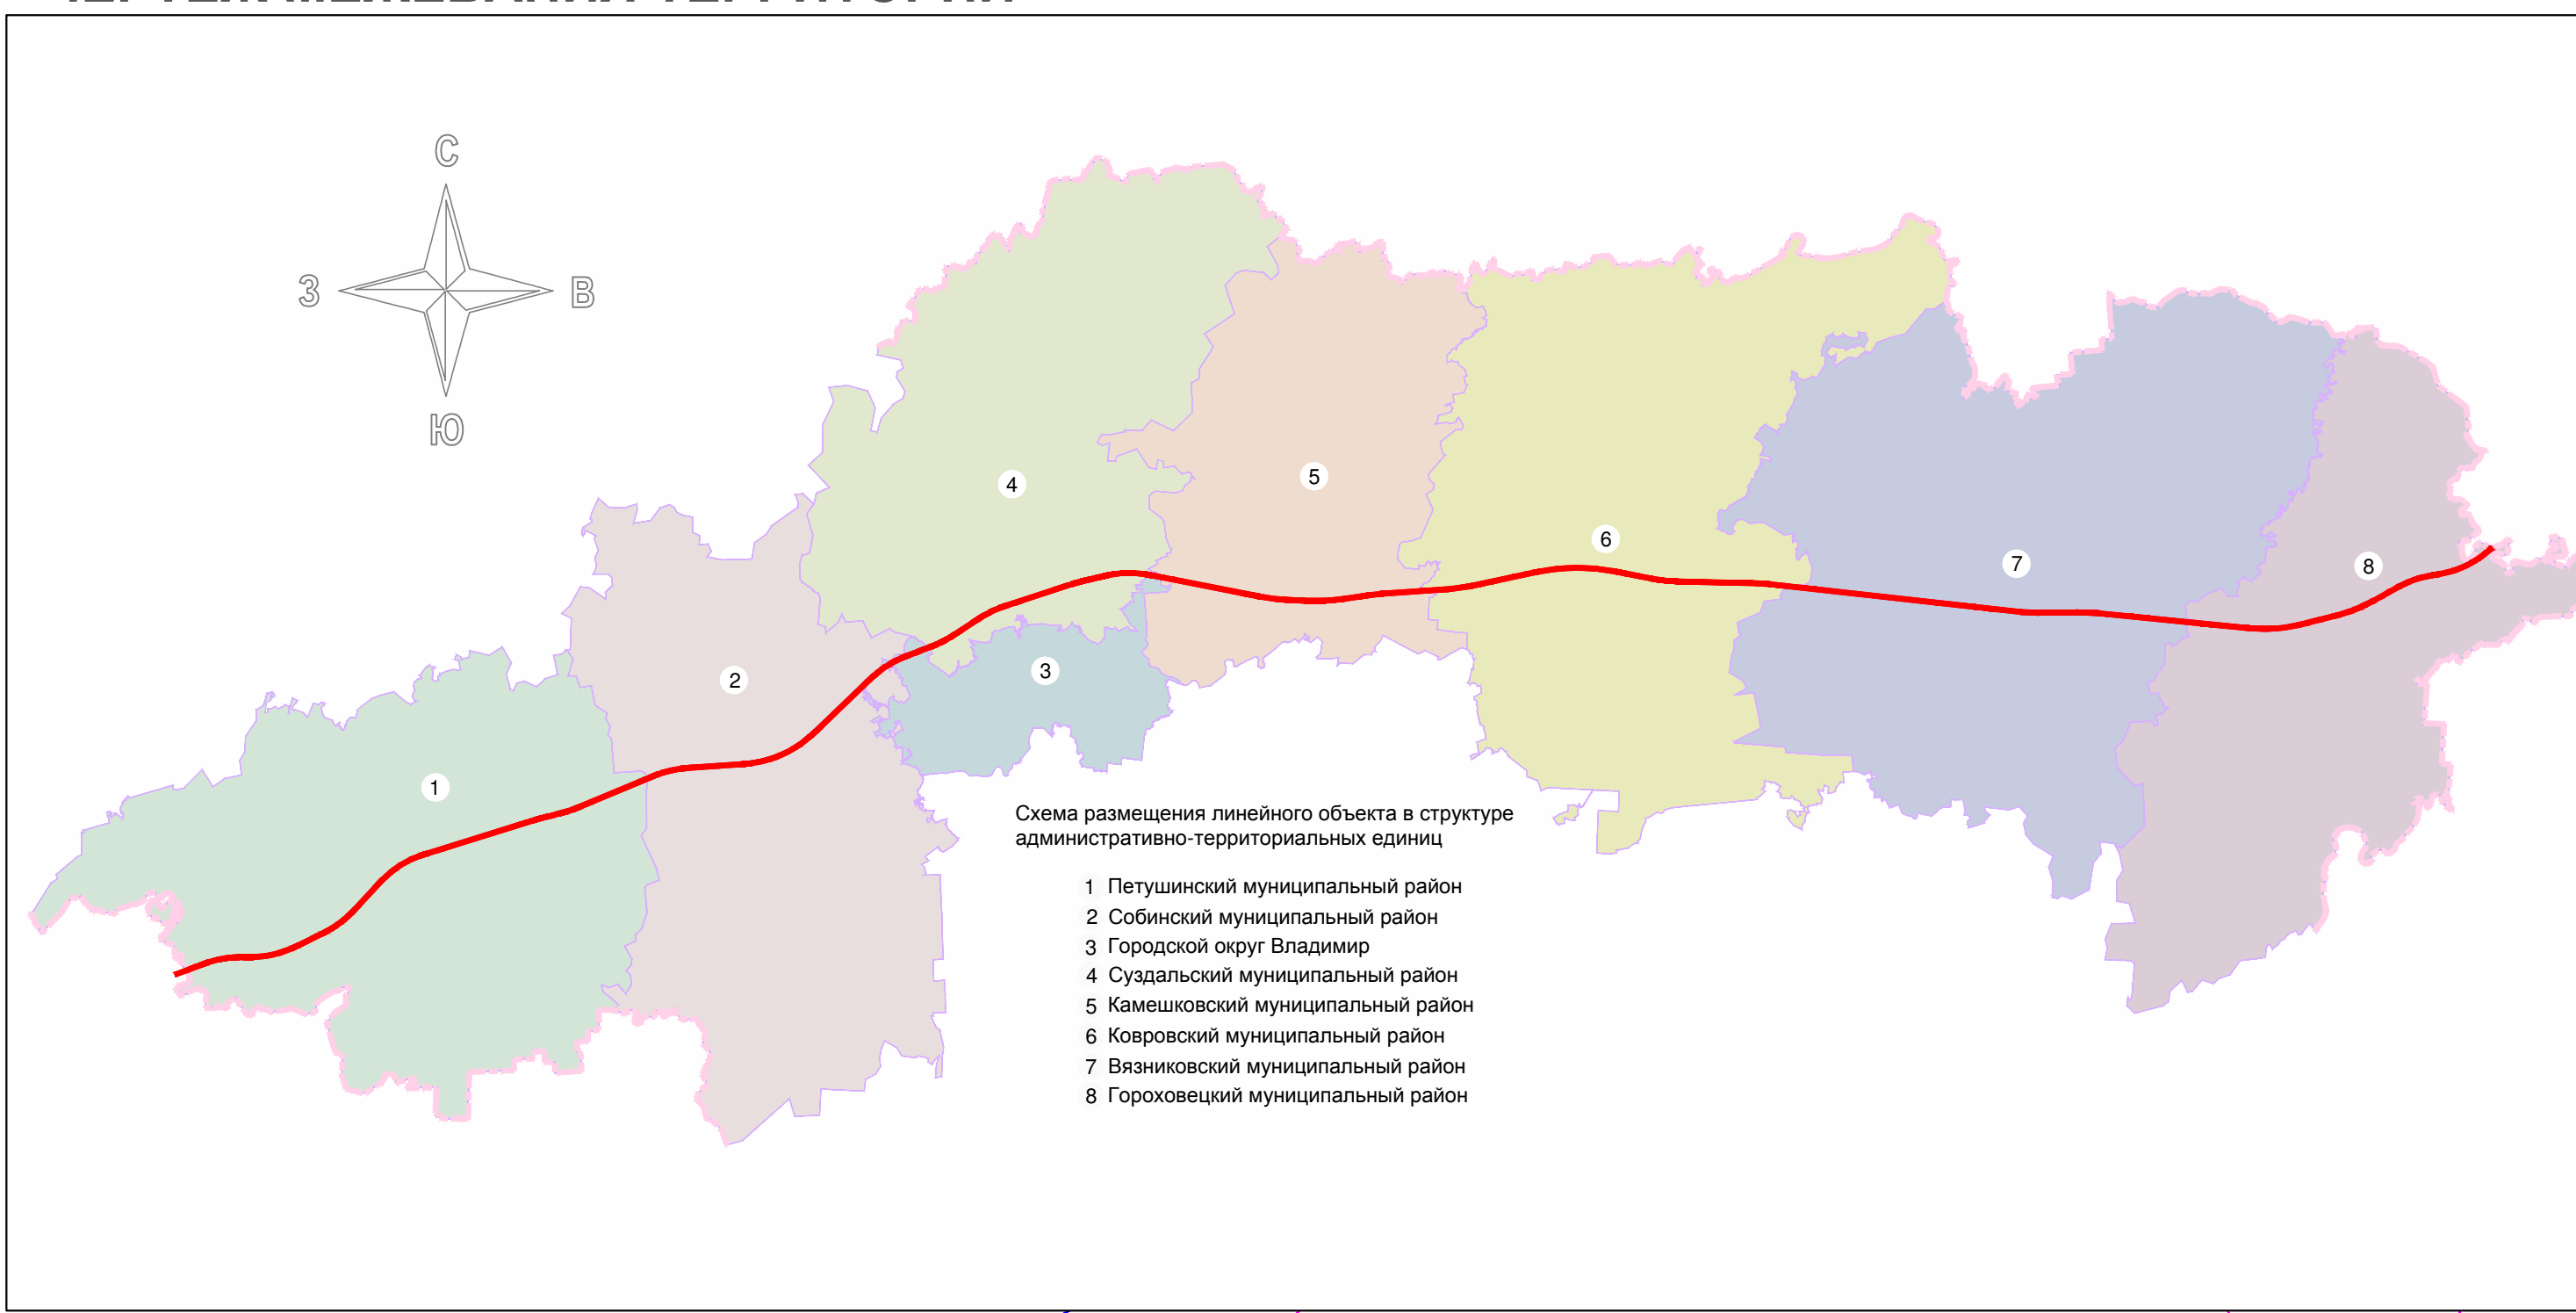 С
З
В
Ю
4
5
6
7
8
3
2
1
Схема размещения линейного объекта в структуре
административно-территориальных единиц
1 Петушинский муниципальный район
2 Собинский муниципальный район
3 Городской округ Владимир
4 Суздальский муниципальный район
5 Камешковский муниципальный район
6 Ковровский муниципальный район
7 Вязниковский муниципальный район
8 Гороховецкий муниципальный район